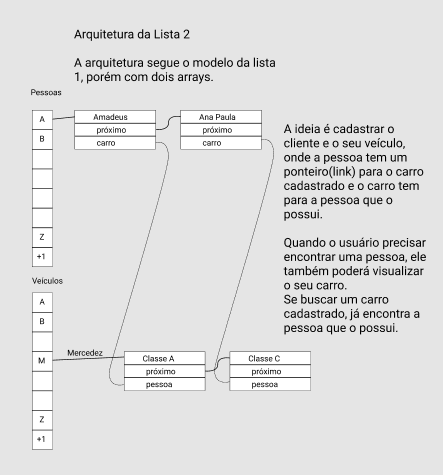 Arquitetura da Lista 2
A arquitetura segue o modelo da lista
1, porém com dois arrays.
Pessoas
A
B
Z
+1
Amadeus
próximo
carro
Ana Paula
próximo
carro
A ideia é cadastrar o
cliente e o seu veículo,
onde a pessoa tem um
ponteiro(link) para o carro
cadastrado e o carro tem
para a pessoa que o
possui.
Quando o usuário precisar
encontrar uma pessoa, ele
também poderá visualizar
o seu carro.
Se buscar um carro
cadastrado, já encontra a
pessoa que o possui.
Veículos
A
B
M
Z
+1
Mercedez
Classe A
próximo
pessoa
Classe C
próximo
pessoa